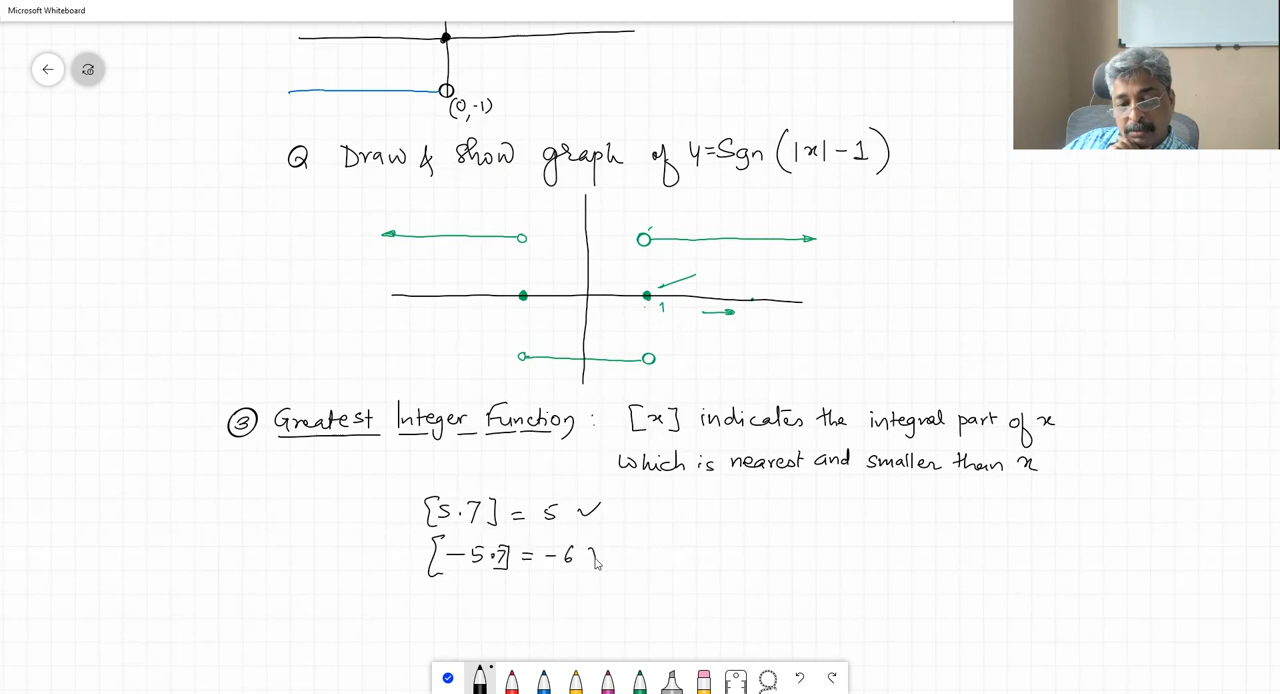 Microsoft Whiteboard
(0,-1)
Q Draw & show graph of y=Sgn (|x|-1)
1
③ Greatest Integer Function : [x] indicates the integral part of x
which is nearest and smaller than x
[5.7] = 5 ✓
[-5.7] = -6